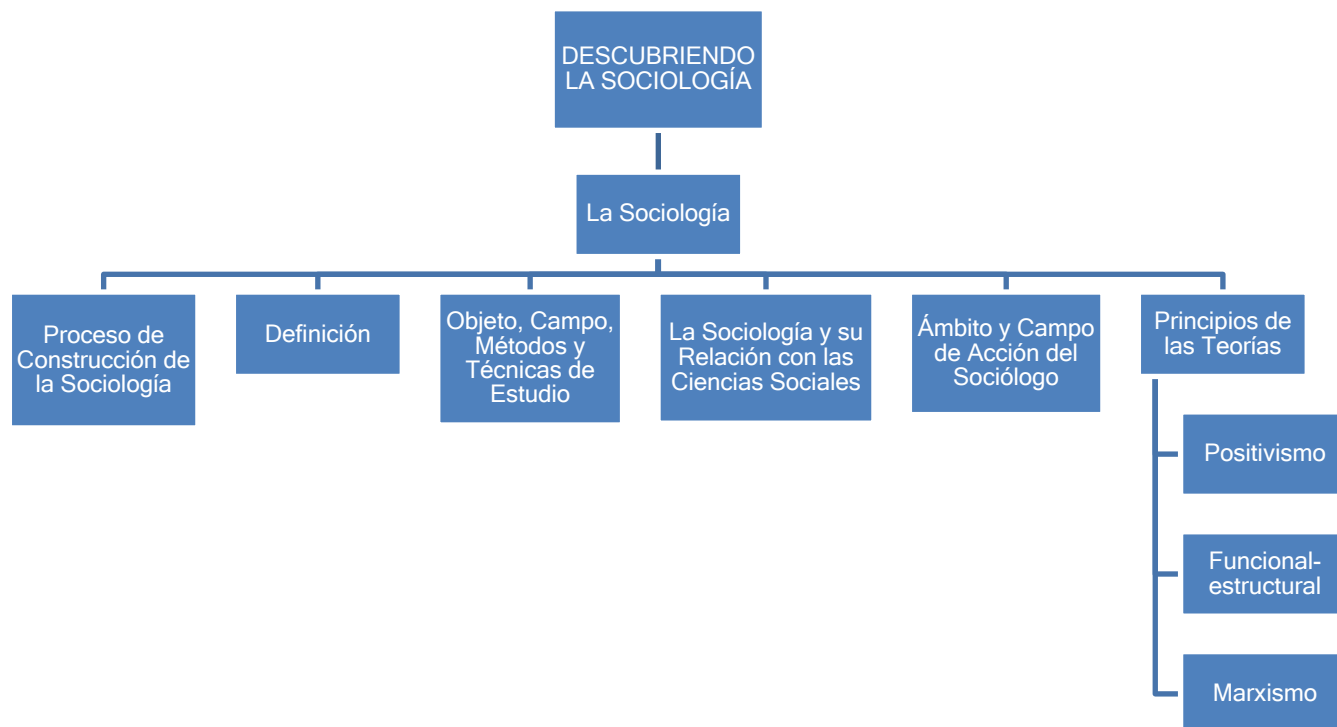 DESCUBRIENDO
LA SOCIOLOGÍA
La Sociología
Proceso de
Construcción de
la Sociología
Definición
Objeto, Campo,
Métodos y
Técnicas de
Estudio
La Sociología y su
Relación con las
Ciencias Sociales
Ámbito y Campo
de Acción del
Sociólogo
Principios de
las Teorías
Positivismo
Funcional-
estructural
Marxismo